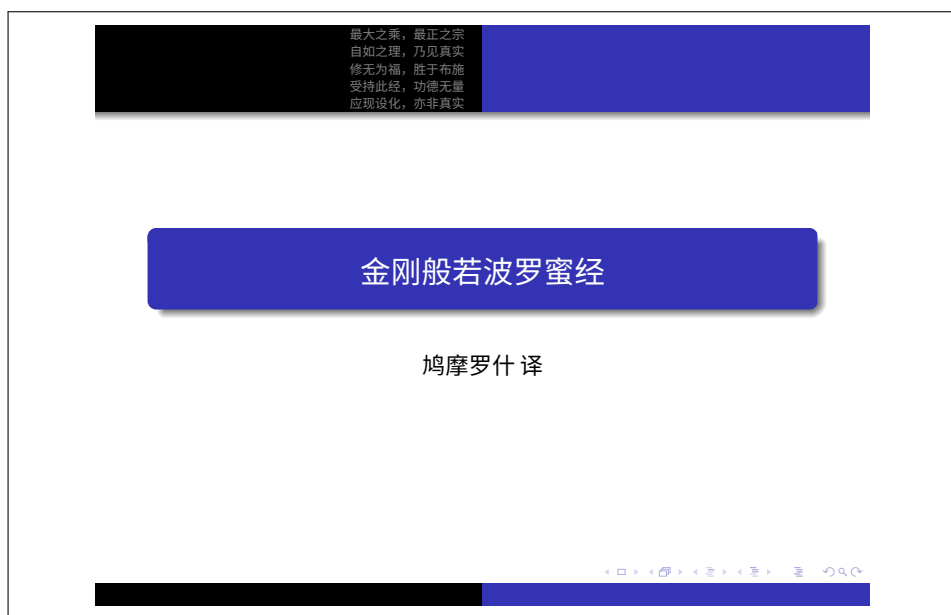 最大之乘，最正之宗
自如之理，乃见真实
修无为福，胜于布施
受持此经，功德无量
应现设化，亦非真实
金刚般若波罗蜜经
鸠摩罗什 译